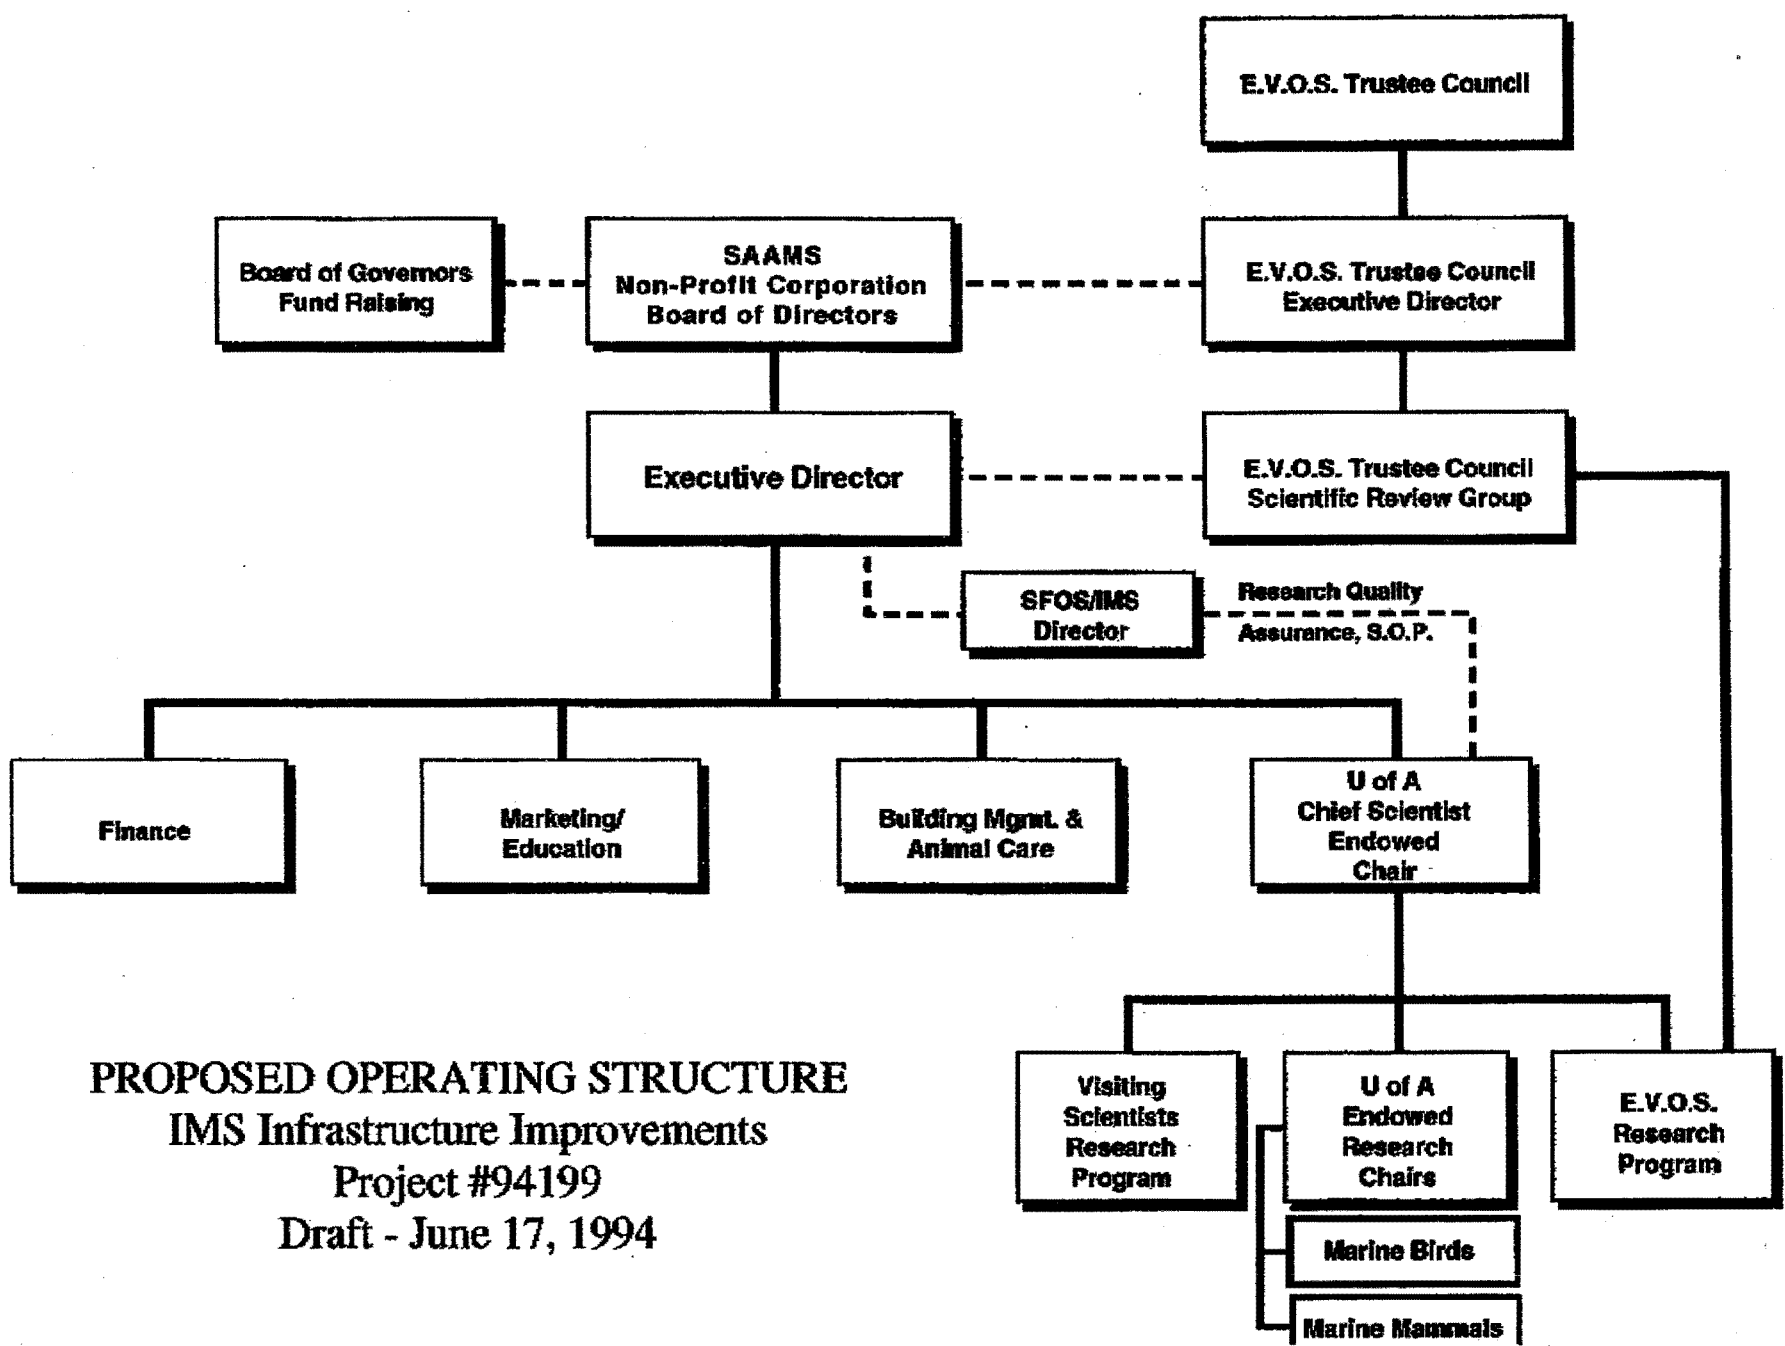 E.V.O.S. Trustee Council
Board of Governors
Fund Raising
SAAMS
Non-Profit Corporation
Board of Directors
E.V.O.S. Trustee Council
Executive Director
Executive Director
E.V.O.S. Trustee Council
Scientific Review Group
SFOS/IMS
Director
Research Quality
Assurance, S.O.P.
Finance
Marketing/
Education
Building Mgmt. &
Animal Care
U of A
Chief Scientist
Endowed
Chair
Visiting
Scientists
Research
Program
U of A
Endowed
Research
Chairs
E.V.O.S.
Research
Program
Marine Birds
Marine Mammals
PROPOSED OPERATING STRUCTURE
IMS Infrastructure Improvements
Project #94199
Draft - June 17, 1994